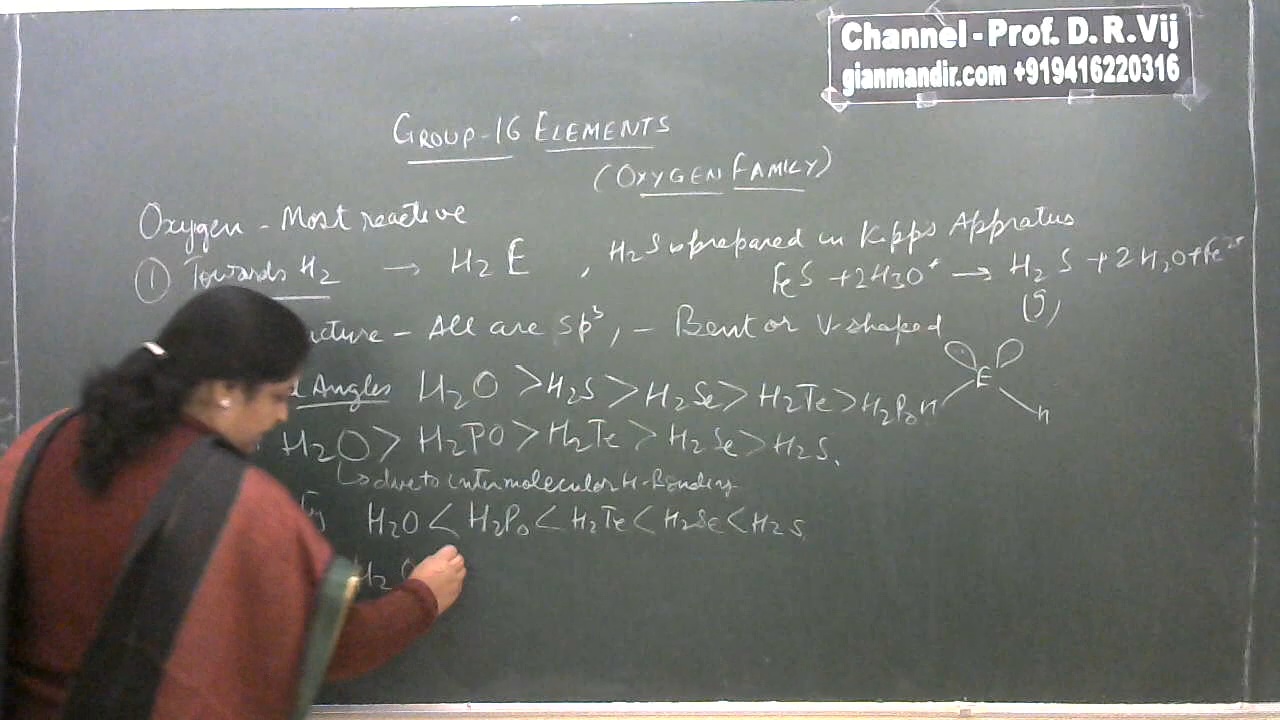 Channel - Prof. D. R. Vij
gianmandir.com +919416220316
GROUP-16 ELEMENTS
(OXYGEN FAMILY)
Oxygen - Most reactive
① Towards H2 → H2E , H2S is prepared in Kipps Appratus
FeS + 2H3O+ → H2S + 2H2O + Fe2+
(g)
ucture - All are sp3, - Bent or V-shaped
Angles H2O > H2S > H2Se > H2Te > H2Po
E
H H
H2O > H2PO > H2Te > H2Se > H2S.
↳ due to intermolecular H-Bonding
H2O < H2Po < H2Te < H2Se < H2S
H2O